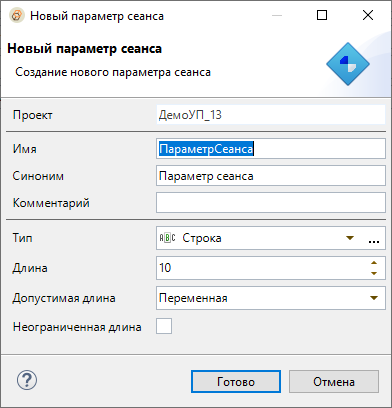 Новый параметр сеанса
Новый параметр сеанса
Создание нового параметра сеанса
Проект ДемоУП_13
Имя ПараметрСеанса
Синоним Параметр сеанса
Комментарий
Тип ABC Строка ...
Длина 10
Допустимая длина Переменная
Неограниченная длина
? Готово Отмена